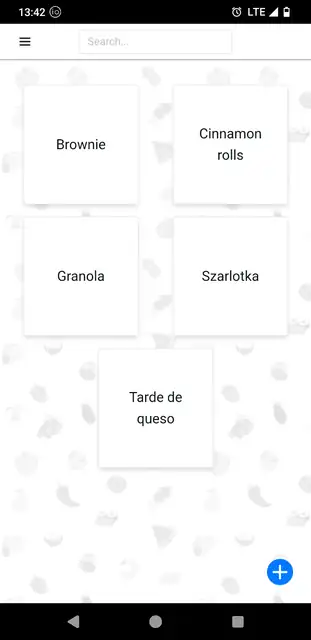 13:42 LTE
Search...
Brownie
Cinnamon
rolls
Granola
Szarlotka
Tarde de
queso